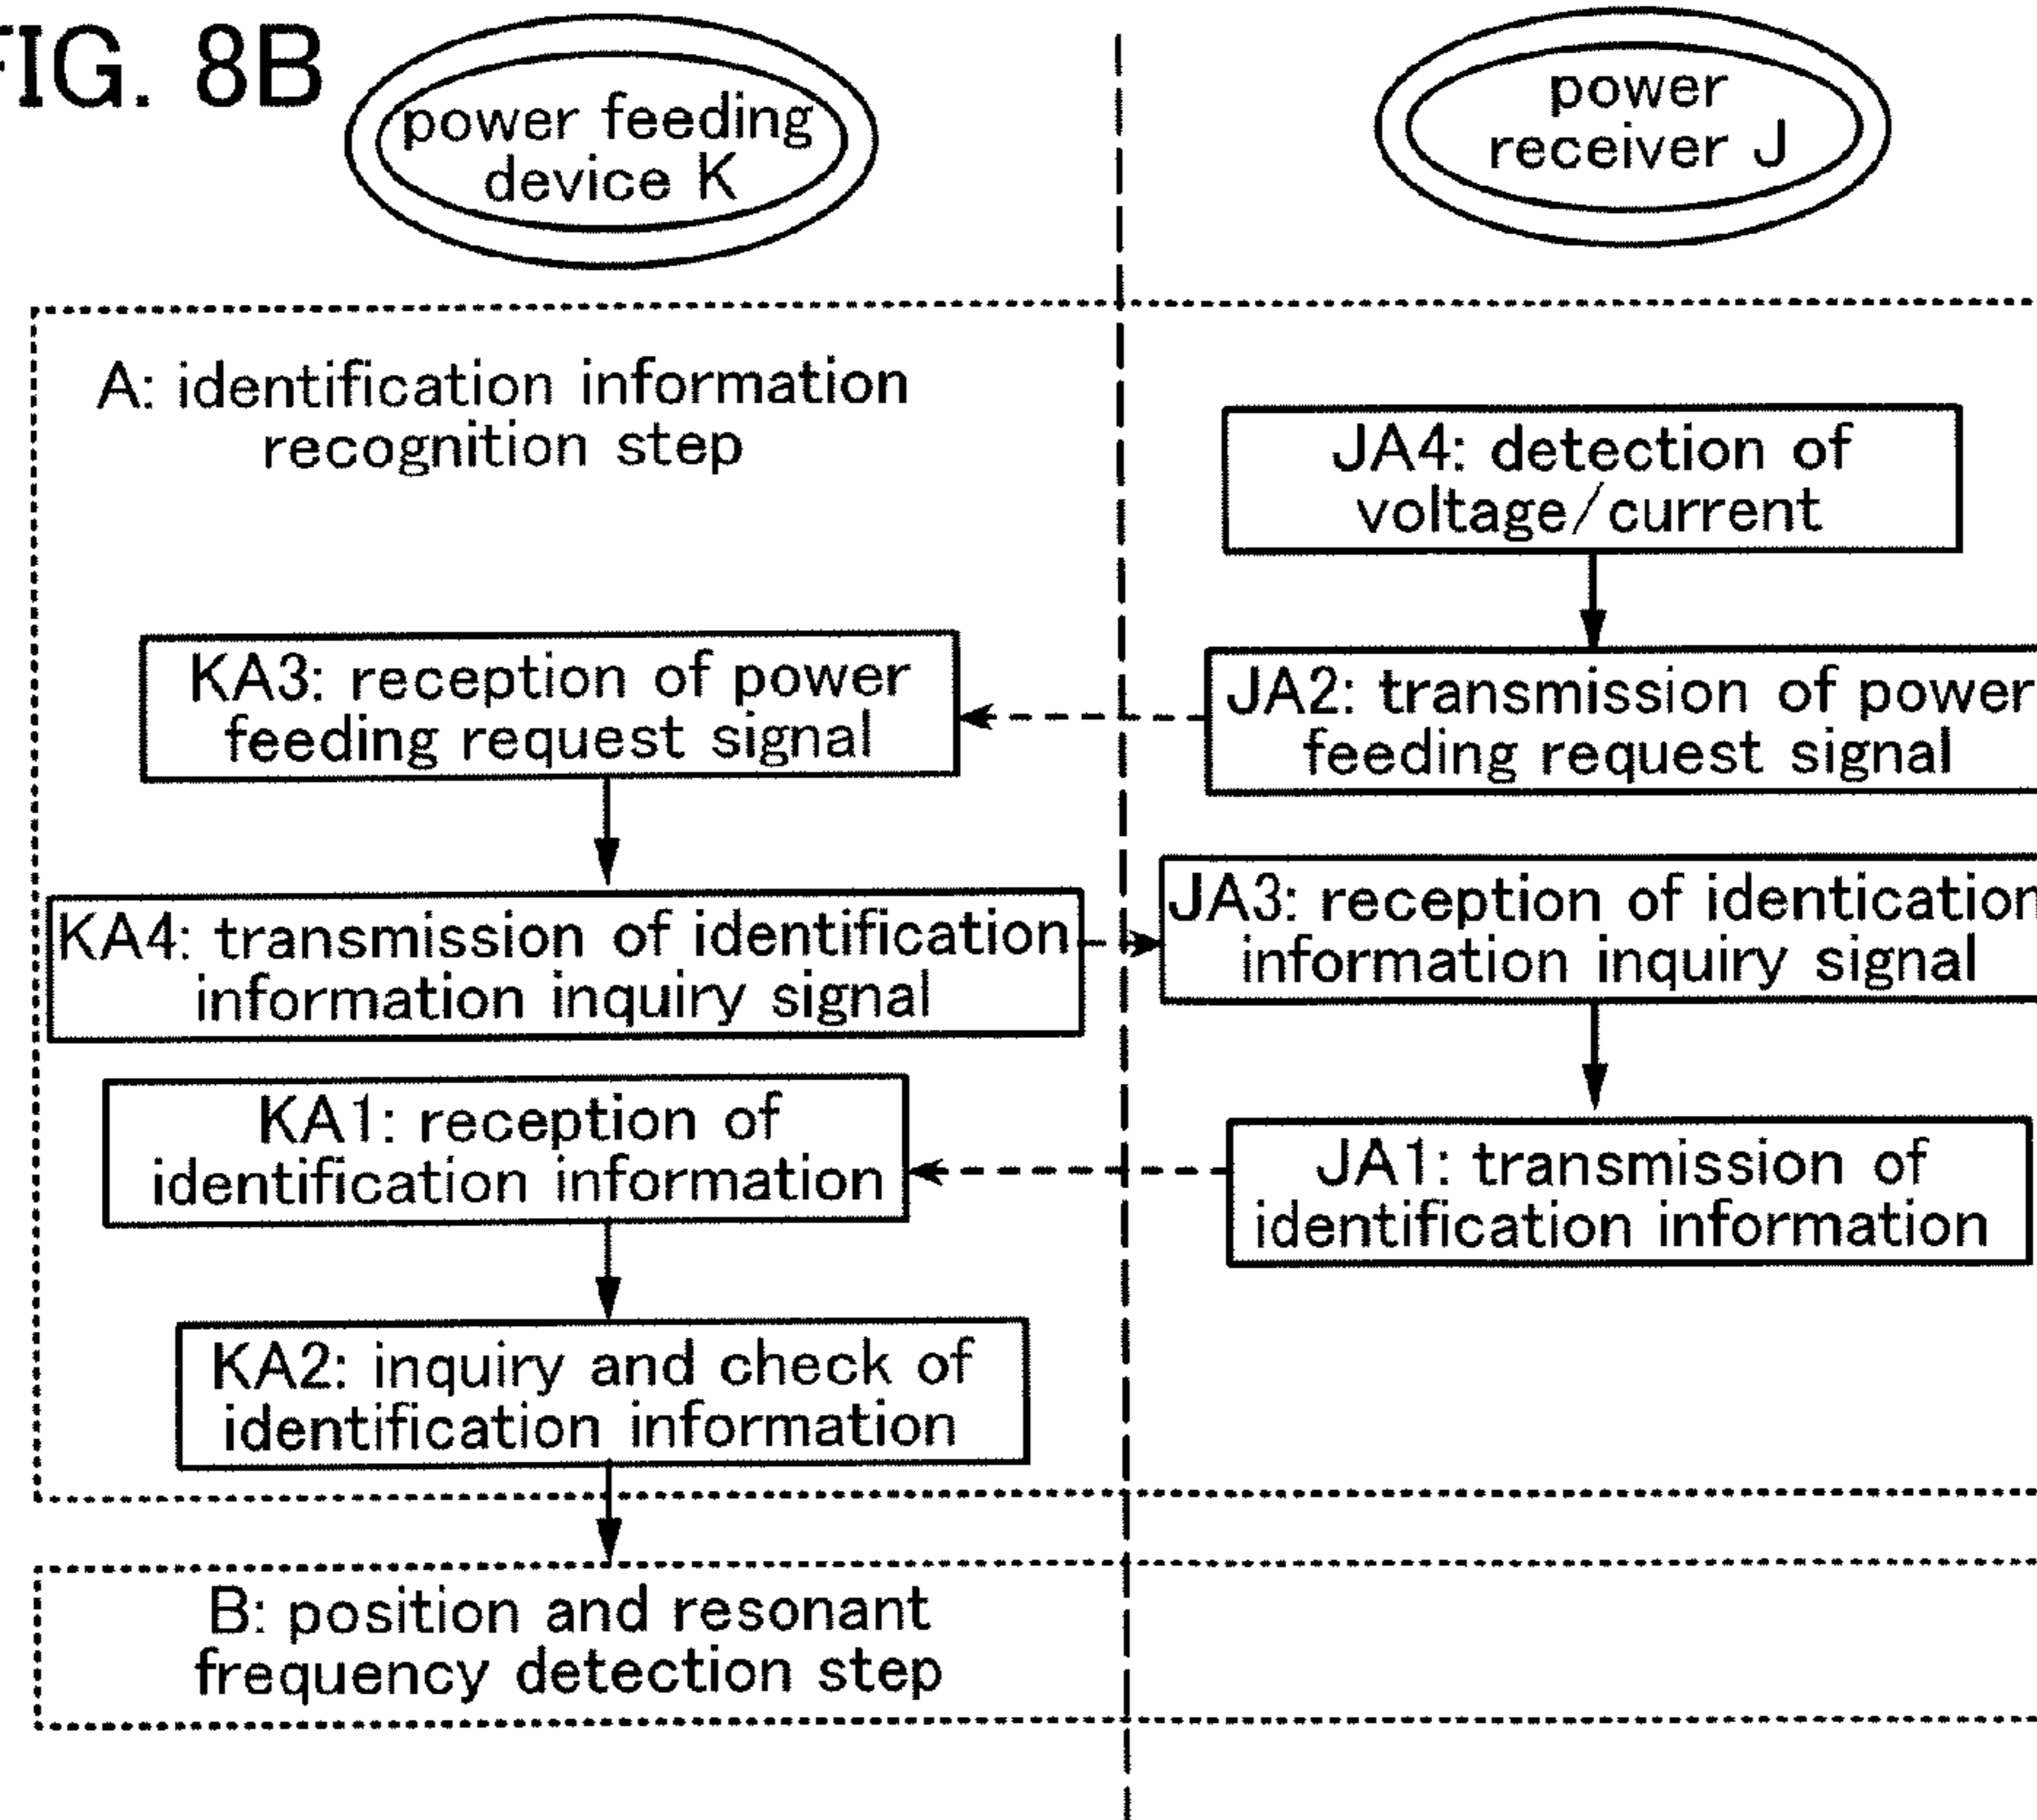 FIG. 8B
power feeding
device K
power
receiver J
A: identification information
recognition step
JA4: detection of
voltage/current
KA3: reception of power
feeding request signal
JA2: transmission of power
feeding request signal
KA4: transmission of identification
information inquiry signal
JA3: reception of identication
information inquiry signal
KA1: reception of
identification information
JA1: transmission of
identification information
KA2: inquiry and check of
identification information
B: position and resonant
frequency detection step